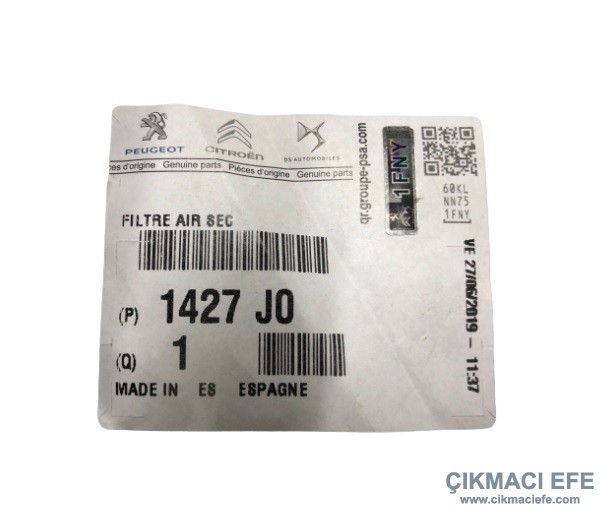 PEUGEOT
CITROËN
DS AUTOMOBILES
ces d'origine Genuine parts Pièces d'origine Genuine parts
FILTRE AIR SEC
(P) 1427 J0
(Q) 1
MADE IN ES ESPAGNE
qr.groupe-psa.com
1FNY
60KL
NN75
1FNY
VE 27/06/2019 - 11:37
ÇIKMACI EFE
www.cikmaciefe.com